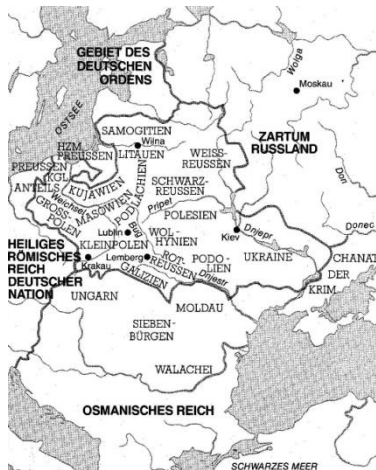 GEBIET DES
DEUTSCHEN
ORDENS
Wolga
Moskau
OSTSEE
SAMOGITIEN
Wilna
LITAUEN
ZARTUM
RUSSLAND
HZM.
PREUSSEN
WEISS-
REUSSEN
PREUSSEN
KGL.
ANTEILS
KUJAWIEN
SCHWARZ-
REUSSEN
Don
Weichsel
MASOWIEN
PODLACHIEN
GROSS-
POLEN
Pripet
POLESIEN
Bug
Lublin
WOL-
HYNIEN
Kiev
Dnjepr
Donec
HEILIGES
RÖMISCHES
REICH
DEUTSCHER
NATION
KLEINPOLEN
Lemberg
Krakau
ROT-
REUSSEN
PODO-
LIEN
UKRAINE
CHANAT
DER
KRIM
GALIZIEN
Dnjestr
UNGARN
MOLDAU
SIEBEN-
BÜRGEN
WALACHEI
OSMANISCHES REICH
SCHWARZES MEER